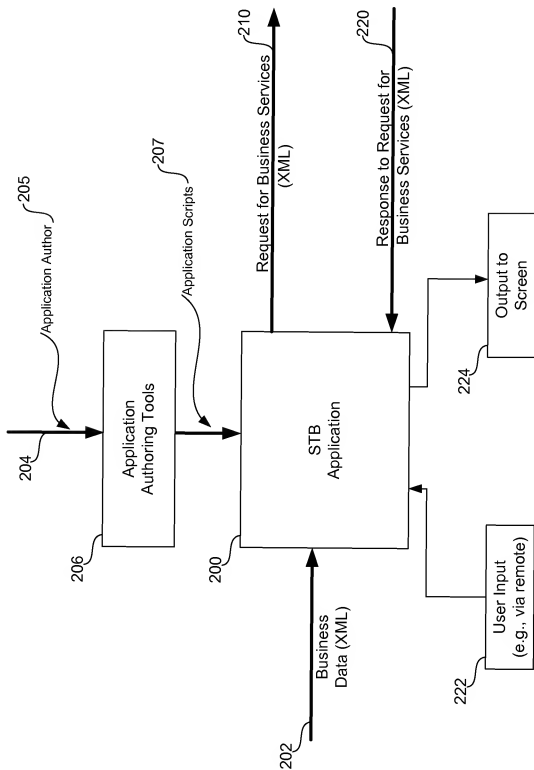 204
Application Author
205
206
Application
Authoring Tools
Application Scripts
207
200
STB
Application
202
Business
Data (XML)
Request for Business Services
(XML)
210
Response to Request for
Business Services (XML)
220
222
User Input
(e.g., via remote)
224
Output to
Screen